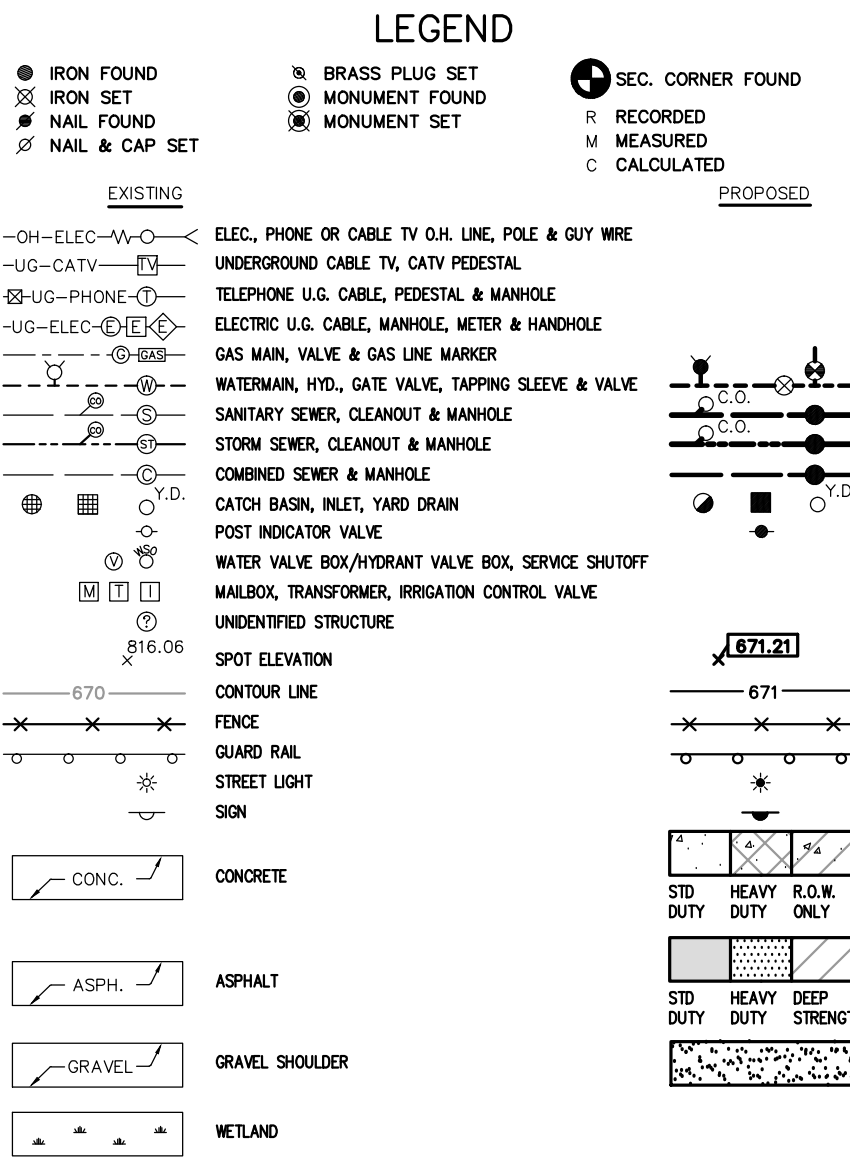 LEGEND
IRON FOUND
IRON SET
NAIL FOUND
NAIL & CAP SET
BRASS PLUG SET
MONUMENT FOUND
MONUMENT SET
SEC. CORNER FOUND
R RECORDED
M MEASURED
C CALCULATED
EXISTING
PROPOSED
OH-ELEC ELEC., PHONE OR CABLE TV O.H. LINE, POLE & GUY WIRE
UG-CATV TV UNDERGROUND CABLE TV, CATV PEDESTAL
UG-PHONE T TELEPHONE U.G. CABLE, PEDESTAL & MANHOLE
UG-ELEC E E E ELECTRIC U.G. CABLE, MANHOLE, METER & HANDHOLE
G GAS GAS MAIN, VALVE & GAS LINE MARKER
W WATERMAIN, HYD., GATE VALVE, TAPPING SLEEVE & VALVE
CO S SANITARY SEWER, CLEANOUT & MANHOLE C.O.
CO ST STORM SEWER, CLEANOUT & MANHOLE C.O.
C COMBINED SEWER & MANHOLE
Y.D. CATCH BASIN, INLET, YARD DRAIN Y.D
POST INDICATOR VALVE
V WSO WATER VALVE BOX/HYDRANT VALVE BOX, SERVICE SHUTOFF
M T I MAILBOX, TRANSFORMER, IRRIGATION CONTROL VALVE
? UNIDENTIFIED STRUCTURE
816.06 SPOT ELEVATION 671.21
670 CONTOUR LINE 671
FENCE
GUARD RAIL
STREET LIGHT
SIGN
CONC. CONCRETE
STD DUTY
HEAVY DUTY
R.O.W. ONLY
ASPH. ASPHALT
STD DUTY
HEAVY DUTY
DEEP STRENGT
GRAVEL GRAVEL SHOULDER
WETLAND